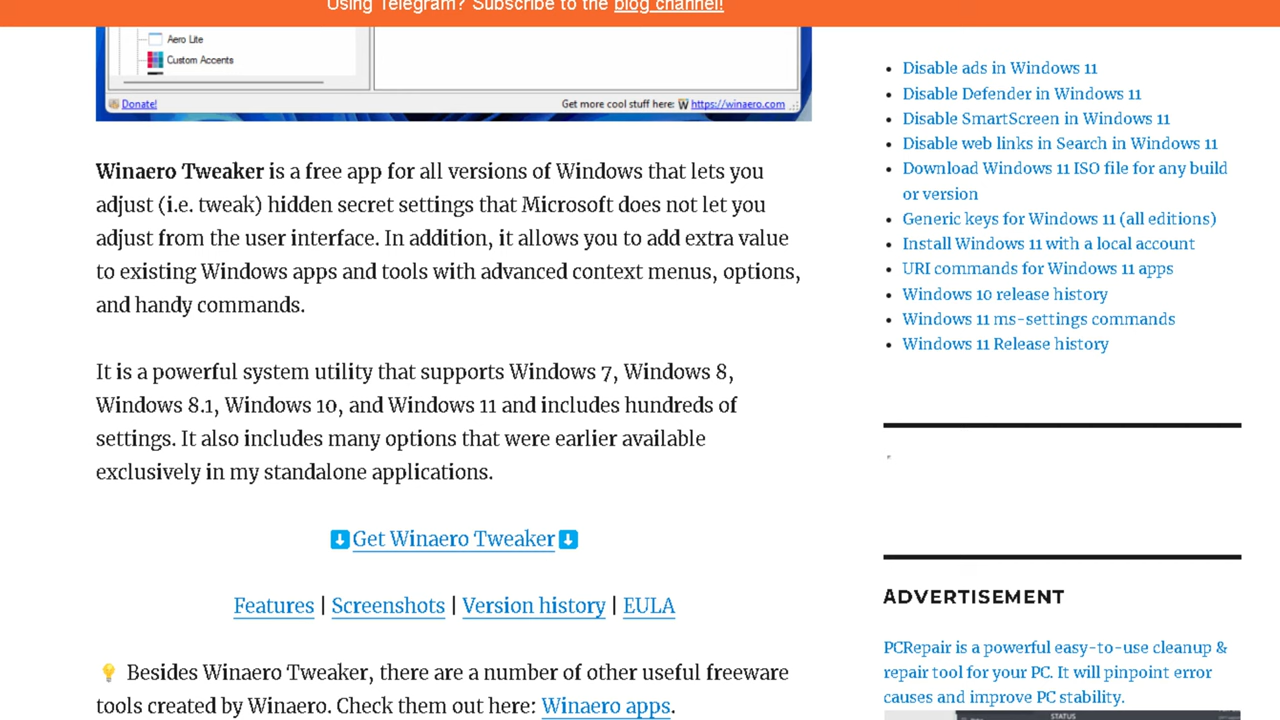 Using Telegram? Subscribe to the blog channel!
Aero Lite
Custom Accents
Donate!
Get more cool stuff here: https://winaero.com
Winaero Tweaker is a free app for all versions of Windows that lets you
adjust (i.e. tweak) hidden secret settings that Microsoft does not let you
adjust from the user interface. In addition, it allows you to add extra value
to existing Windows apps and tools with advanced context menus, options,
and handy commands.
It is a powerful system utility that supports Windows 7, Windows 8,
Windows 8.1, Windows 10, and Windows 11 and includes hundreds of
settings. It also includes many options that were earlier available
exclusively in my standalone applications.
Get Winaero Tweaker
Features | Screenshots | Version history | EULA
Besides Winaero Tweaker, there are a number of other useful freeware
tools created by Winaero. Check them out here: Winaero apps.
Disable ads in Windows 11
Disable Defender in Windows 11
Disable SmartScreen in Windows 11
Disable web links in Search in Windows 11
Download Windows 11 ISO file for any build
or version
Generic keys for Windows 11 (all editions)
Install Windows 11 with a local account
URI commands for Windows 11 apps
Windows 10 release history
Windows 11 ms-settings commands
Windows 11 Release history
ADVERTISEMENT
PCRepair is a powerful easy-to-use cleanup &
repair tool for your PC. It will pinpoint error
causes and improve PC stability.
STATUS